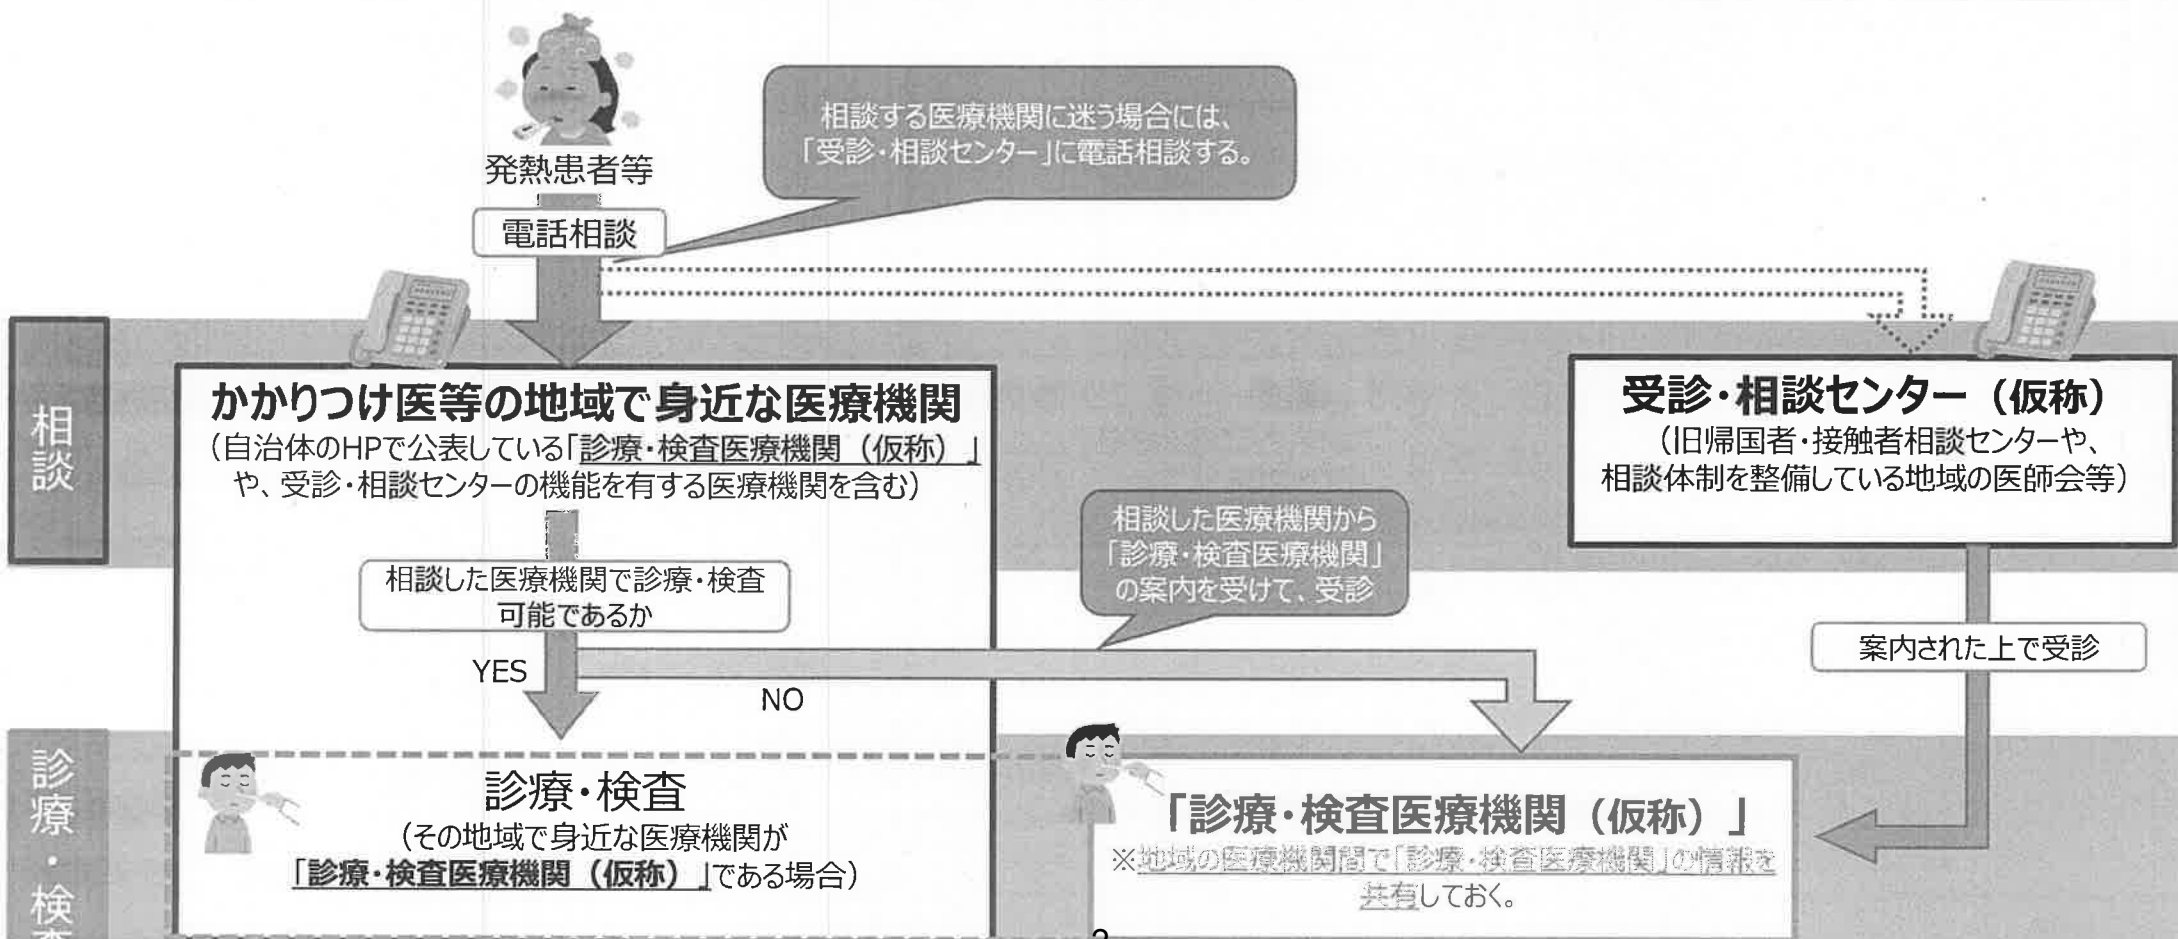 発熱患者等
電話相談
相談する医療機関に迷う場合には、
「受診・相談センター」に電話相談する。
相談
かかりつけ医等の地域で身近な医療機関
（自治体のHPで公表している「診療・検査医療機関（仮称）」
や、受診・相談センターの機能を有する医療機関を含む）
受診・相談センター（仮称）
（旧帰国者・接触者相談センターや、
相談体制を整備している地域の医師会等）
相談した医療機関で診療・検査
可能であるか
相談した医療機関から
「診療・検査医療機関」
の案内を受けて、受診
案内された上で受診
YES
NO
診療・検査
診療・検査
（その地域で身近な医療機関が
「診療・検査医療機関（仮称）」である場合）
「診療・検査医療機関（仮称）」
※地域の医療機関間で「診療・検査医療機関」の情報を
共有しておく。
2